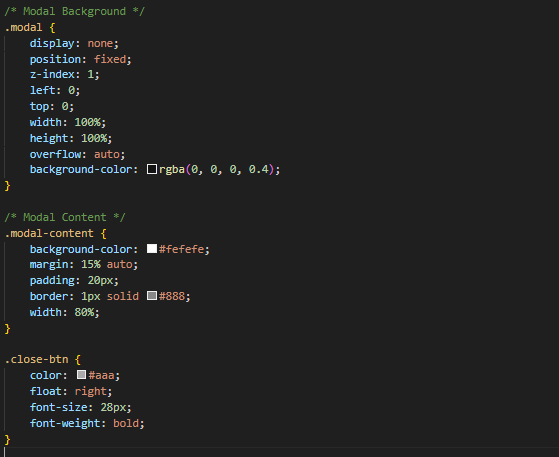 /* Modal Background */
.modal {
    display: none;
    position: fixed;
    z-index: 1;
    left: 0;
    top: 0;
    width: 100%;
    height: 100%;
    overflow: auto;
    background-color: rgba(0, 0, 0, 0.4);
}

/* Modal Content */
.modal-content {
    background-color: #fefefe;
    margin: 15% auto;
    padding: 20px;
    border: 1px solid #888;
    width: 80%;
}

.close-btn {
    color: #aaa;
    float: right;
    font-size: 28px;
    font-weight: bold;
}